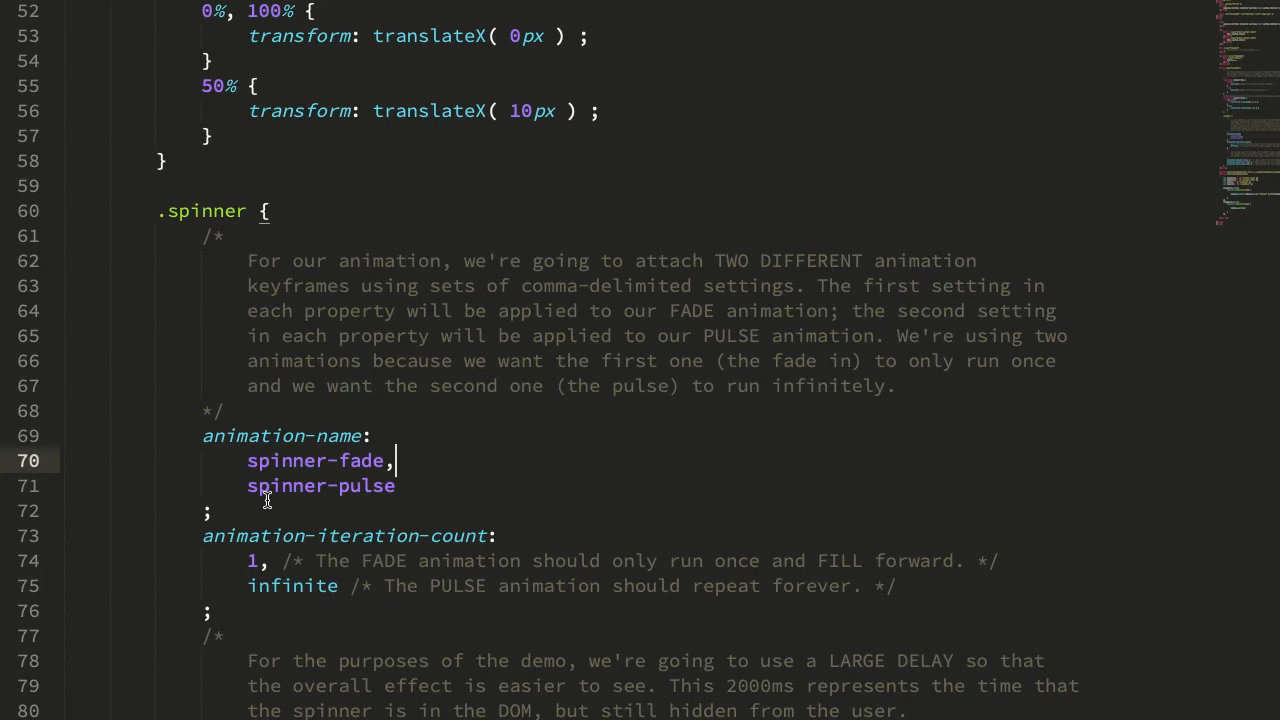 52 0%, 100% {
53 transform: translateX( 0px ) ;
54 }
55 50% {
56 transform: translateX( 10px ) ;
57 }
58 }
59
60 .spinner {
61 /*
62 For our animation, we're going to attach TWO DIFFERENT animation
63 keyframes using sets of comma-delimited settings. The first setting in
64 each property will be applied to our FADE animation; the second setting
65 in each property will be applied to our PULSE animation. We're using two
66 animations because we want the first one (the fade in) to only run once
67 and we want the second one (the pulse) to run infinitely.
68 */
69 animation-name:
70 spinner-fade,
71 spinner-pulse
72 ;
73 animation-iteration-count:
74 1, /* The FADE animation should only run once and FILL forward. */
75 infinite /* The PULSE animation should repeat forever. */
76 ;
77 /*
78 For the purposes of the demo, we're going to use a LARGE DELAY so that
79 the overall effect is easier to see. This 2000ms represents the time that
80 the spinner is in the DOM, but still hidden from the user.